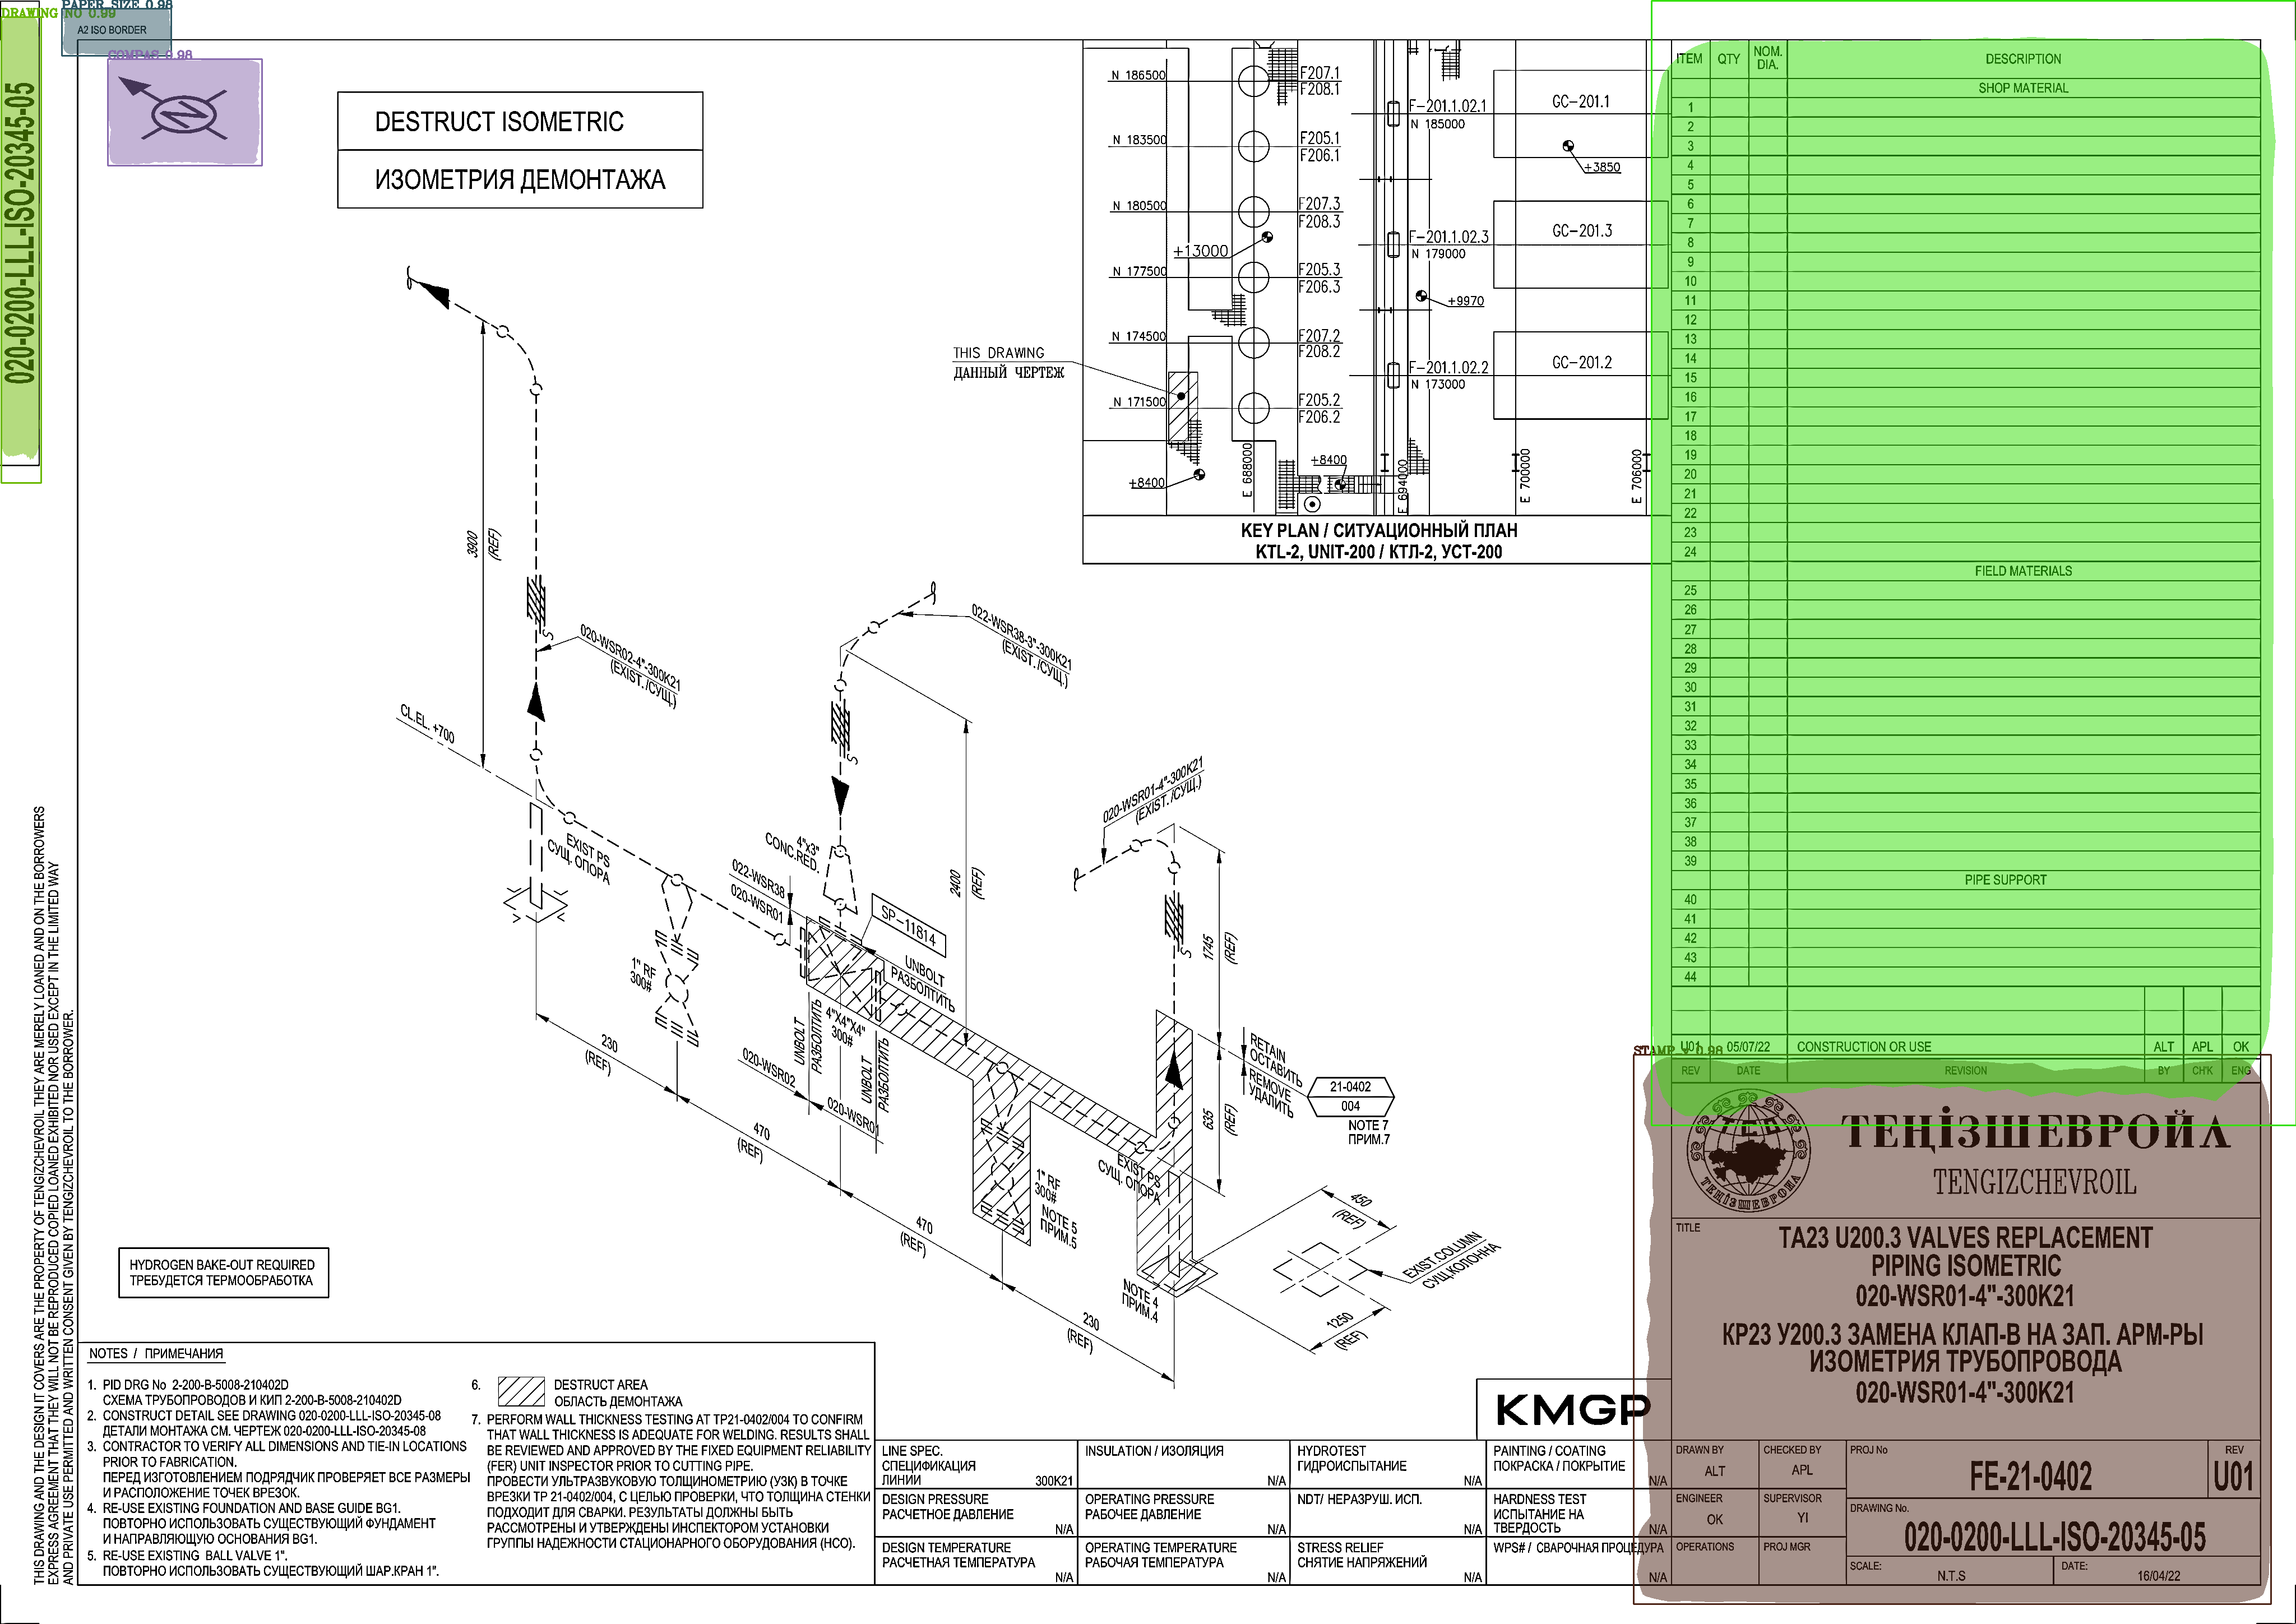 PAPER SIZE 0.98
DRAWING NO 0.99
A2 ISO BORDER
COMPAS 0.98
020-0200-LLL-ISO-20345-05
DESTRUCT ISOMETRIC
ИЗОМЕТРИЯ ДЕМОНТАЖА
N 186500
F207.1
F208.1
N 183500
F205.1
F206.1
N 180500
F207.3
F208.3
+13000
N 177500
F205.3
F206.3
N 174500
F207.2
F208.2
N 171500
F205.2
F206.2
F-201.1.02.1
N 185000
GC-201.1
+3850
F-201.1.02.3
N 179000
GC-201.3
+9970
F-201.1.02.2
N 173000
GC-201.2
+8400
+8400
E 688000
E 694000
E 700000
E 706000
THIS DRAWING
ДАННЫЙ ЧЕРТЕЖ
KEY PLAN / СИТУАЦИОННЫЙ ПЛАН
KTL-2, UNIT-200 / КТЛ-2, УСТ-200
ITEM QTY NOM. DIA. DESCRIPTION
SHOP MATERIAL
1
2
3
4
5
6
7
8
9
10
11
12
13
14
15
16
17
18
19
20
21
22
23
24
FIELD MATERIALS
25
26
27
28
29
30
31
32
33
34
35
36
37
38
39
PIPE SUPPORT
40
41
42
43
44
U01 05/07/22 CONSTRUCTION OR USE ALT APL OK
REV DATE REVISION BY CH'K ENG
3900
(REF)
S
020-WSR02-4"-300K21
(EXIST./СУЩ.)
CL.EL. +700
022-WSR38-3"-300K21
(EXIST./СУЩ.)
S
2400
(REF)
EXIST PS
СУЩ. ОПОРА
4"x3"
CONC.RED.
022-WSR38
020-WSR01
SP-11814
UNBOLT
РАЗБОЛТИТЬ
1" RF
300#
020-WSR01-4"-300K21
(EXIST./СУЩ.)
S
1745
(REF)
635
(REF)
RETAIN
ОСТАВИТЬ
REMOVE
УДАЛИТЬ
21-0402
004
NOTE 7
ПРИМ.7
UNBOLT
РАЗБОЛТИТЬ
4"X4"X4"
300#
UNBOLT
РАЗБОЛТИТЬ
020-WSR02
020-WSR01
230
(REF)
470
(REF)
470
(REF)
230
(REF)
1" RF
300#
NOTE 5
ПРИМ.5
EXIST PS
СУЩ. ОПОРА
NOTE 4
ПРИМ.4
450
(REF)
1250
(REF)
EXIST.COLUMN
СУЩ.КОЛОННА
HYDROGEN BAKE-OUT REQUIRED
ТРЕБУДЕТСЯ ТЕРМООБРАБОТКА
THIS DRAWING AND THE DESIGN IT COVERS ARE THE PROPERTY OF TENGIZCHEVROIL THEY ARE MERELY LOANED AND ON THE BORROWERS
EXPRESS AGREEMENT THAT THEY WILL NOT BE REPRODUCED COPIED LOANED EXHIBITED NOR USED EXCEPT IN THE LIMITED WAY
AND PRIVATE USE PERMITTED AND WRITTEN CONSENT GIVEN BY TENGIZCHEVROIL TO THE BORROWER.
NOTES / ПРИМЕЧАНИЯ
1. PID DRG No 2-200-B-5008-210402D
СХЕМА ТРУБОПРОВОДОВ И КИП 2-200-B-5008-210402D
2. CONSTRUCT DETAIL SEE DRAWING 020-0200-LLL-ISO-20345-08
ДЕТАЛИ МОНТАЖА СМ. ЧЕРТЕЖ 020-0200-LLL-ISO-20345-08
3. CONTRACTOR TO VERIFY ALL DIMENSIONS AND TIE-IN LOCATIONS
PRIOR TO FABRICATION.
ПЕРЕД ИЗГОТОВЛЕНИЕМ ПОДРЯДЧИК ПРОВЕРЯЕТ ВСЕ РАЗМЕРЫ
И РАСПОЛОЖЕНИЕ ТОЧЕК ВРЕЗОК.
4. RE-USE EXISTING FOUNDATION AND BASE GUIDE BG1.
ПОВТОРНО ИСПОЛЬЗОВАТЬ СУЩЕСТВУЮЩИЙ ФУНДАМЕНТ
И НАПРАВЛЯЮЩУЮ ОСНОВАНИЯ BG1.
5. RE-USE EXISTING BALL VALVE 1".
ПОВТОРНО ИСПОЛЬЗОВАТЬ СУЩЕСТВУЮЩИЙ ШАР.КРАН 1".
6. DESTRUCT AREA
ОБЛАСТЬ ДЕМОНТАЖА
7. PERFORM WALL THICKNESS TESTING AT TP21-0402/004 TO CONFIRM
THAT WALL THICKNESS IS ADEQUATE FOR WELDING. RESULTS SHALL
BE REVIEWED AND APPROVED BY THE FIXED EQUIPMENT RELIABILITY
(FER) UNIT INSPECTOR PRIOR TO CUTTING PIPE.
ПРОВЕСТИ УЛЬТРАЗВУКОВУЮ ТОЛЩИНОМЕТРИЮ (УЗК) В ТОЧКЕ
ВРЕЗКИ ТР 21-0402/004, С ЦЕЛЬЮ ПРОВЕРКИ, ЧТО ТОЛЩИНА СТЕНКИ
ПОДХОДИТ ДЛЯ СВАРКИ. РЕЗУЛЬТАТЫ ДОЛЖНЫ БЫТЬ
РАССМОТРЕНЫ И УТВЕРЖДЕНЫ ИНСПЕКТОРОМ УСТАНОВКИ
ГРУППЫ НАДЕЖНОСТИ СТАЦИОНАРНОГО ОБОРУДОВАНИЯ (НСО).
KMGP
LINE SPEC.
СПЕЦИФИКАЦИЯ
ЛИНИИ 300K21
INSULATION / ИЗОЛЯЦИЯ
N/A
HYDROTEST
ГИДРОИСПЫТАНИЕ
N/A
PAINTING / COATING
ПОКРАСКА / ПОКРЫТИЕ
N/A
DESIGN PRESSURE
РАСЧЕТНОЕ ДАВЛЕНИЕ
N/A
OPERATING PRESSURE
РАБОЧЕЕ ДАВЛЕНИЕ
N/A
NDT/ НЕРАЗРУШ. ИСП.
N/A
HARDNESS TEST
ИСПЫТАНИЕ НА
ТВЕРДОСТЬ
N/A
DESIGN TEMPERATURE
РАСЧЕТНАЯ ТЕМПЕРАТУРА
N/A
OPERATING TEMPERATURE
РАБОЧАЯ ТЕМПЕРАТУРА
N/A
STRESS RELIEF
СНЯТИЕ НАПРЯЖЕНИЙ
N/A
WPS# / СВАРОЧНАЯ ПРОЦЕДУРА
N/A
STAMP 0.98
ТЕҢІЗШЕВРОЙЛ
TENGIZCHEVROIL
TITLE
TA23 U200.3 VALVES REPLACEMENT
PIPING ISOMETRIC
020-WSR01-4"-300K21
КР23 У200.3 ЗАМЕНА КЛАП-В НА ЗАП. АРМ-РЫ
ИЗОМЕТРИЯ ТРУБОПРОВОДА
020-WSR01-4"-300K21
DRAWN BY
ALT
CHECKED BY
APL
PROJ No
FE-21-0402
REV
U01
ENGINEER
OK
SUPERVISOR
YI
DRAWING No.
020-0200-LLL-ISO-20345-05
OPERATIONS
PROJ MGR
SCALE:
N.T.S
DATE:
16/04/22